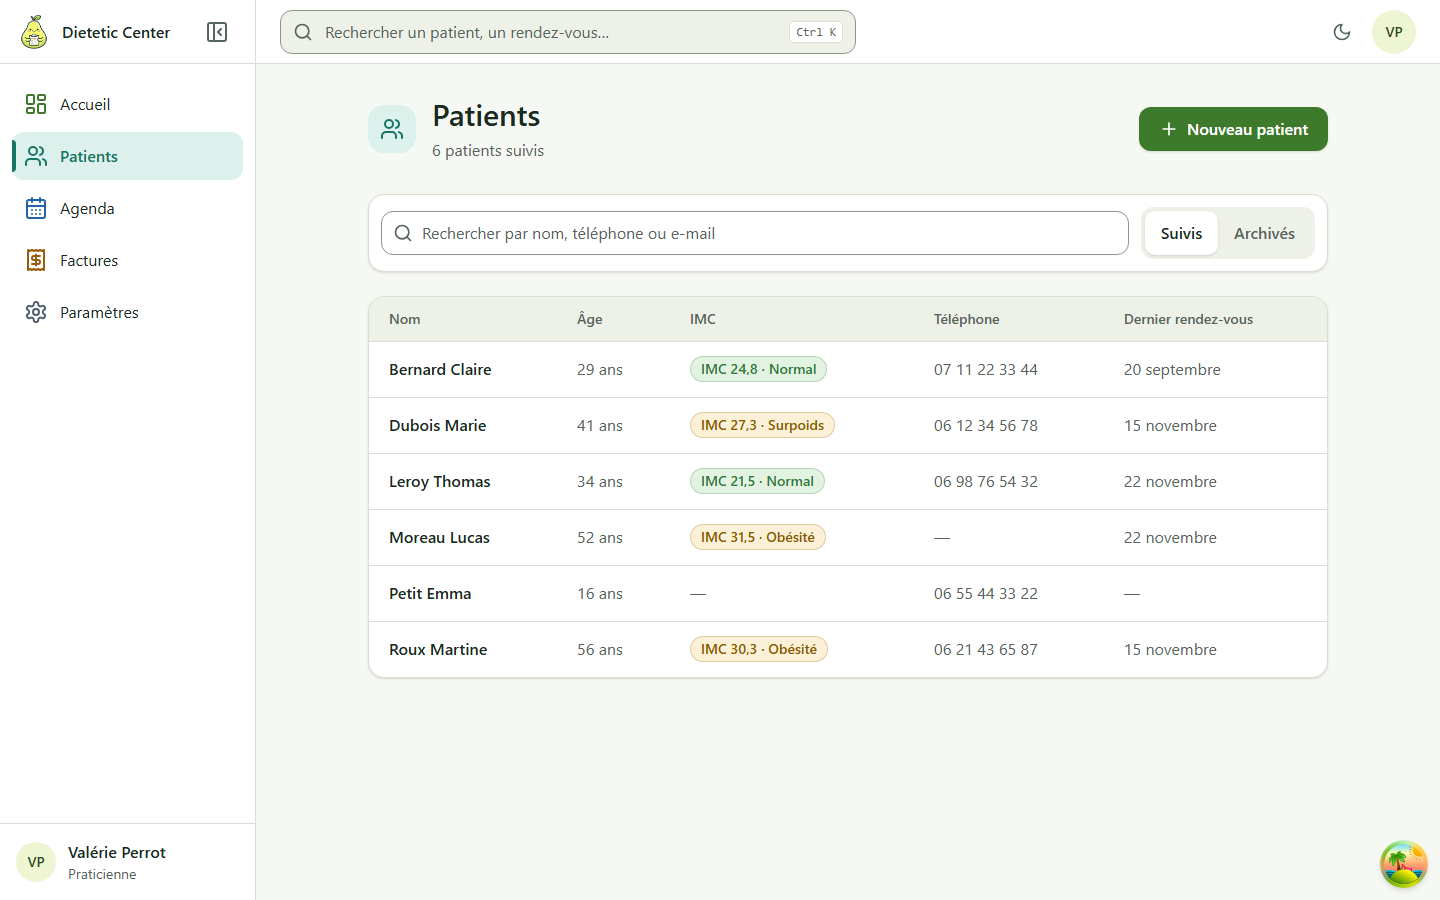 Dietetic Center
Rechercher un patient, un rendez-vous...
Ctrl K
VP
Accueil
Patients
Agenda
Factures
Paramètres
Patients
6 patients suivis
Nouveau patient
Rechercher par nom, téléphone ou e-mail
Suivis
Archivés
Nom Âge IMC Téléphone Dernier rendez-vous
Bernard Claire 29 ans IMC 24,8 · Normal 07 11 22 33 44 20 septembre
Dubois Marie 41 ans IMC 27,3 · Surpoids 06 12 34 56 78 15 novembre
Leroy Thomas 34 ans IMC 21,5 · Normal 06 98 76 54 32 22 novembre
Moreau Lucas 52 ans IMC 31,5 · Obésité — 22 novembre
Petit Emma 16 ans — 06 55 44 33 22 —
Roux Martine 56 ans IMC 30,3 · Obésité 06 21 43 65 87 15 novembre
VP
Valérie Perrot
Praticienne